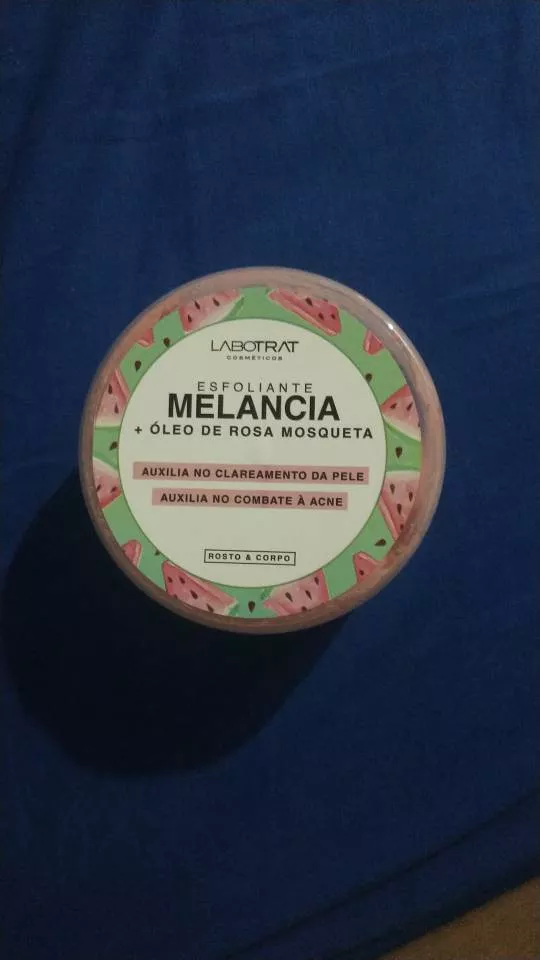 LABOTRAT
COSMÉTICOS
ESFOLIANTE
MELANCIA
+ ÓLEO DE ROSA MOSQUETA
AUXILIA NO CLAREAMENTO DA PELE
AUXILIA NO COMBATE À ACNE
ROSTO & CORPO